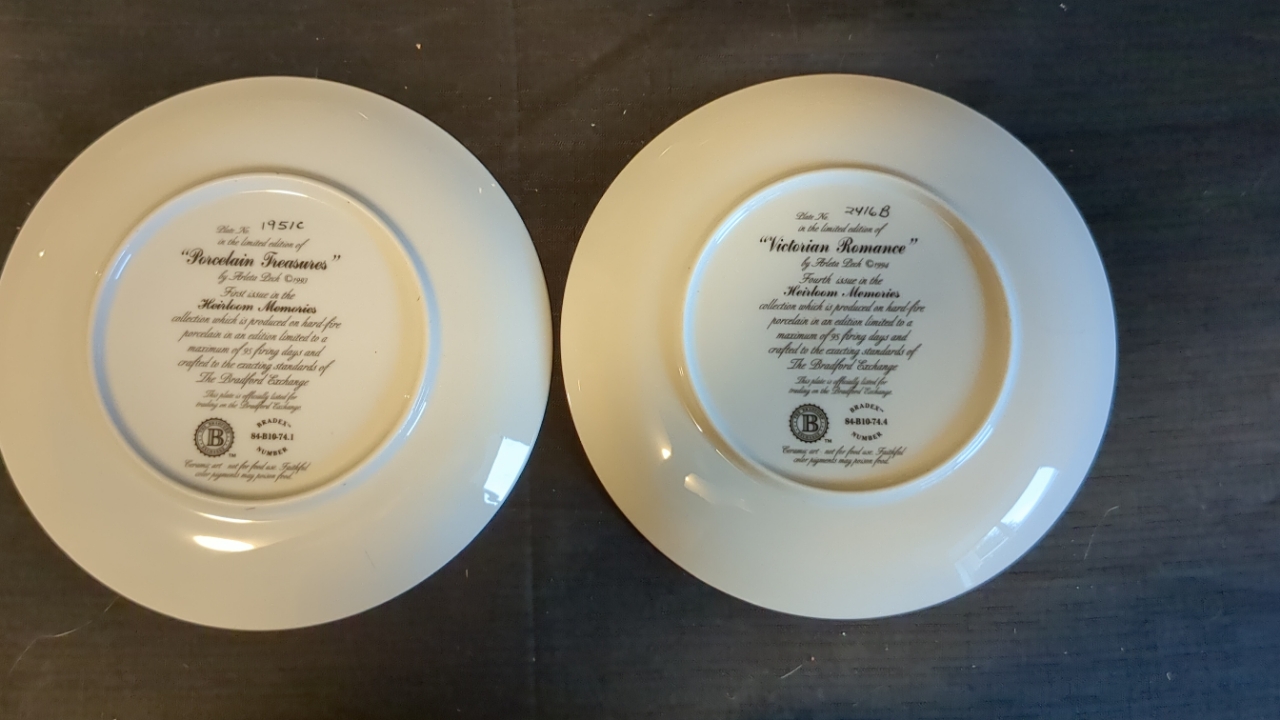 Plate No. 1951C
in the limited edition of
"Porcelain Treasures"
by Arleta Pech ©1993
First issue in the
Heirloom Memories
collection which is produced on hard-fire
porcelain in an edition limited to a
maximum of 95 firing days and
crafted to the exacting standards of
The Bradford Exchange
This plate is officially listed for
trading on the Bradford Exchange
B
TM
BRADEX™
84-B10-74.1
NUMBER
Ceramic art - not for food use.
color pigments may poison food.
Plate No. 2416B
in the limited edition of
"Victorian Romance"
by Arleta Pech ©1994
Fourth issue in the
Heirloom Memories
collection which is produced on hard-fire
porcelain in an edition limited to a
maximum of 95 firing days and
crafted to the exacting standards of
The Bradford Exchange
This plate is officially listed for
trading on the Bradford Exchange
B
TM
BRADEX™
84-B10-74.4
NUMBER
Ceramic art - not for food use.
color pigments may poison food.